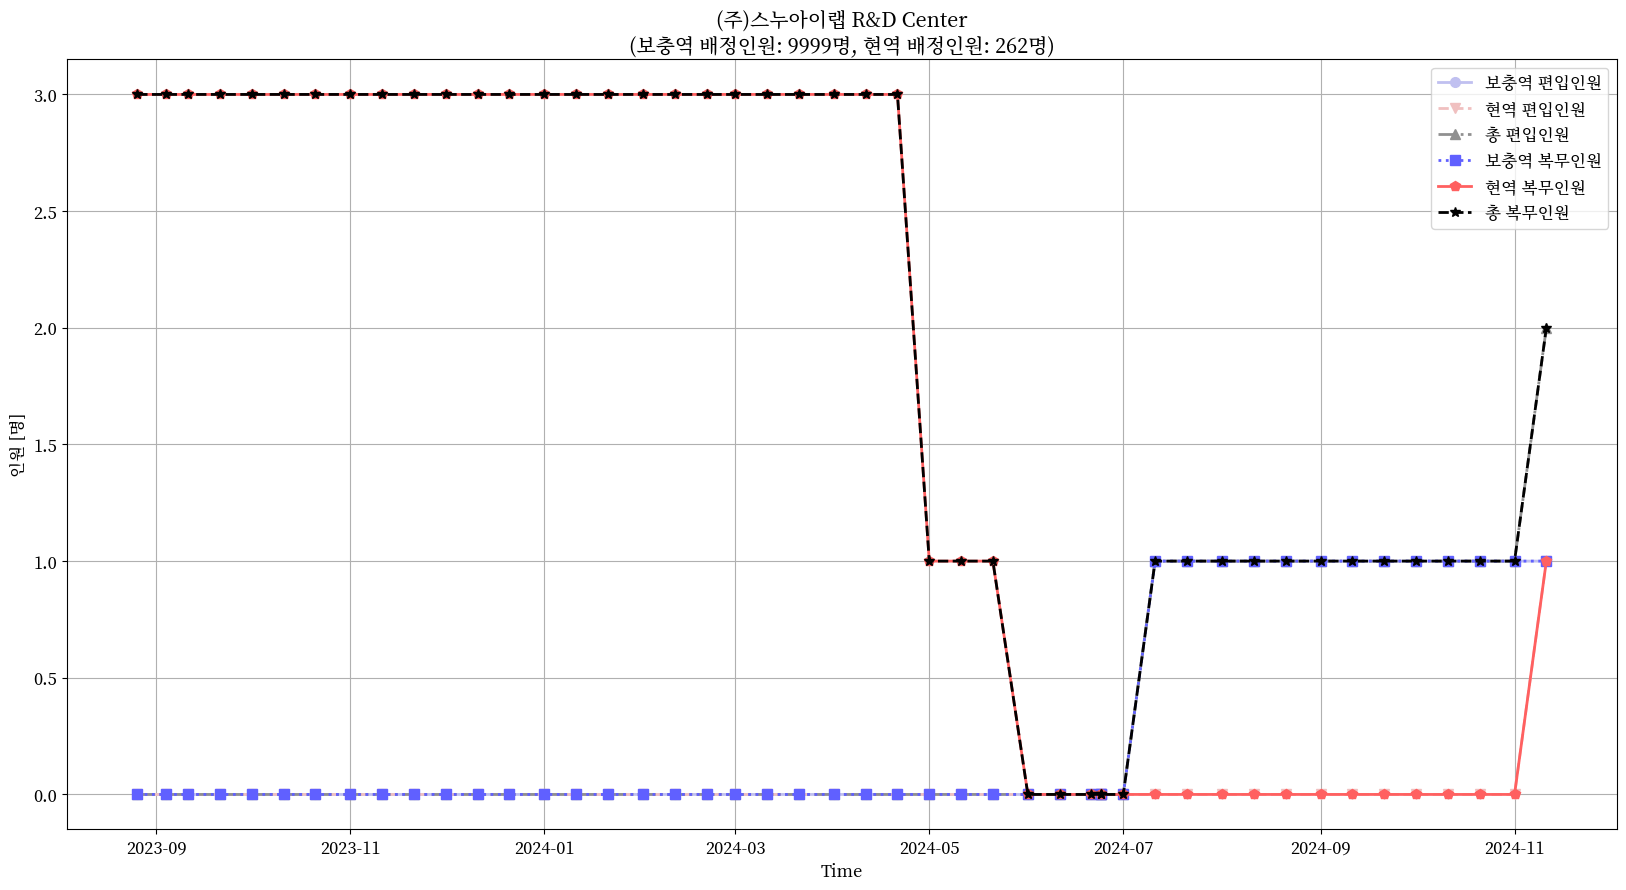 (주)스누아이랩 R&D Center
(보충역 배정인원: 9999명, 현역 배정인원: 262명)
보충역 편입인원
현역 편입인원
총 편입인원
보충역 복무인원
현역 복무인원
총 복무인원
3.0
2.5
2.0
1.5
1.0
0.5
0.0
인원 [명]
2023-09 2023-11 2024-01 2024-03 2024-05 2024-07 2024-09 2024-11
Time